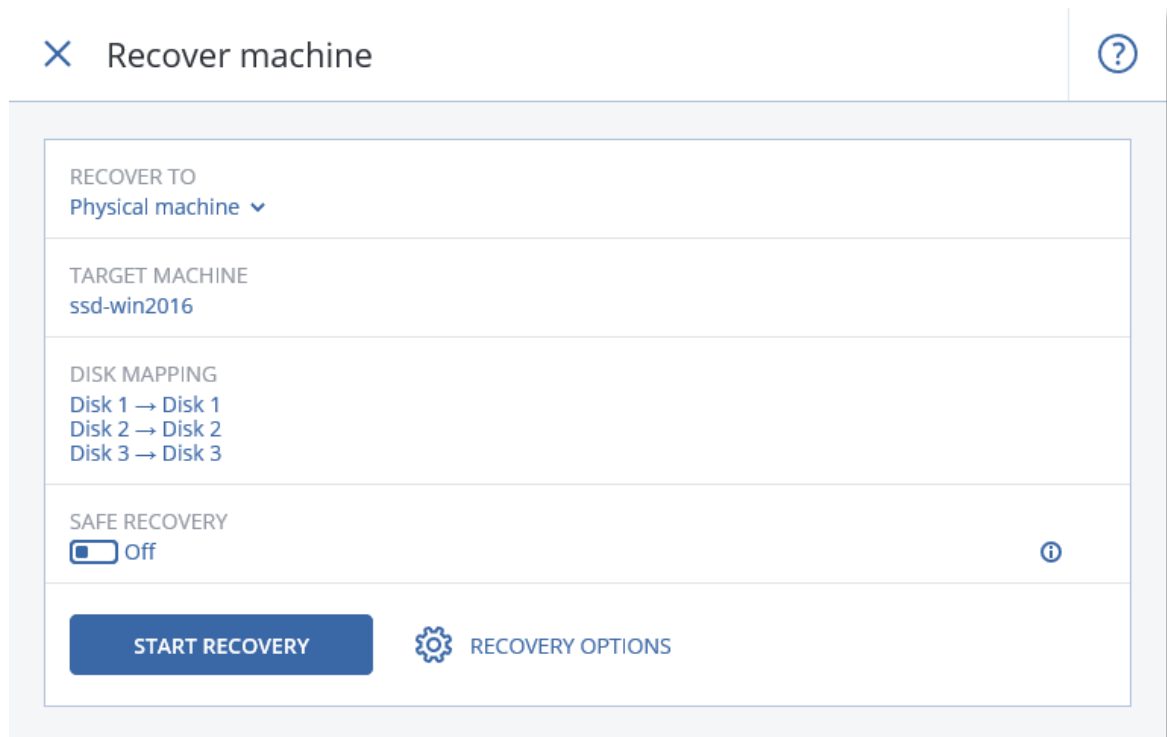 Recover machine
?
RECOVER TO
Physical machine
TARGET MACHINE
ssd-win2016
DISK MAPPING
Disk 1 → Disk 1
Disk 2 → Disk 2
Disk 3 → Disk 3
SAFE RECOVERY
Off
START RECOVERY RECOVERY OPTIONS